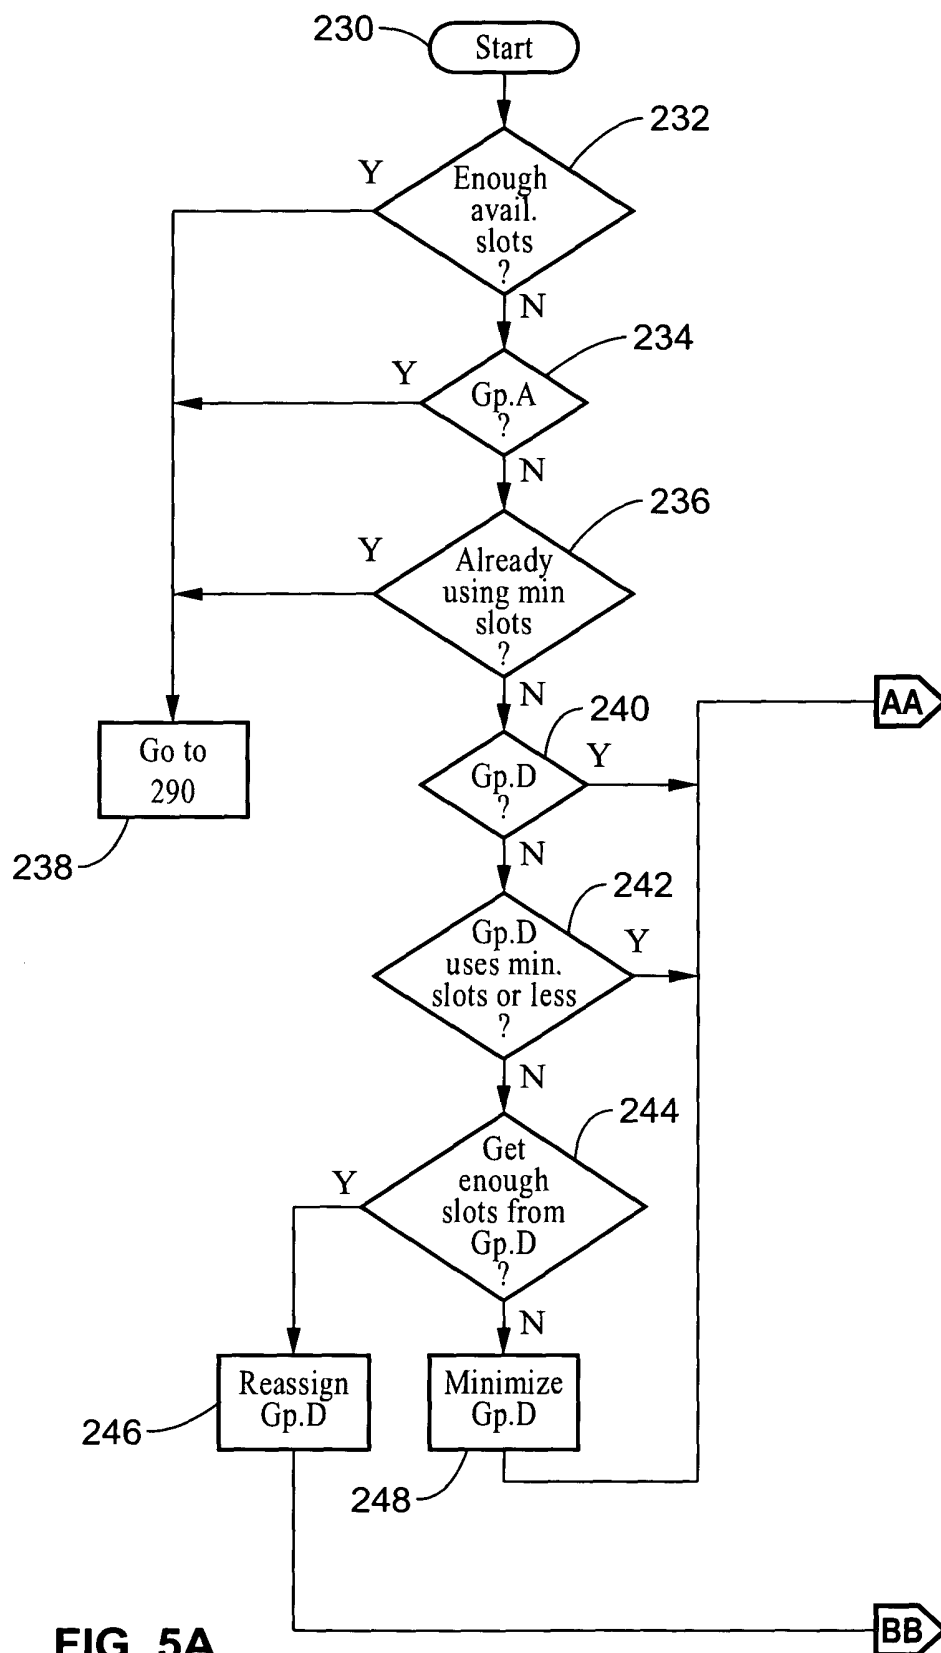 230
Start
232
Y
Enough
avail.
slots
?
N
234
Y
Gp.A
?
N
236
Y
Already
using min
slots
?
N
AA
240
Y
Gp.D
?
Go to
290
238
N
242
Gp.D
uses min.
slots or less
?
Y
N
244
Y
Get
enough
slots from
Gp.D
?
N
Reassign
Gp.D
246
Minimize
Gp.D
248
BB
FIG. 5A